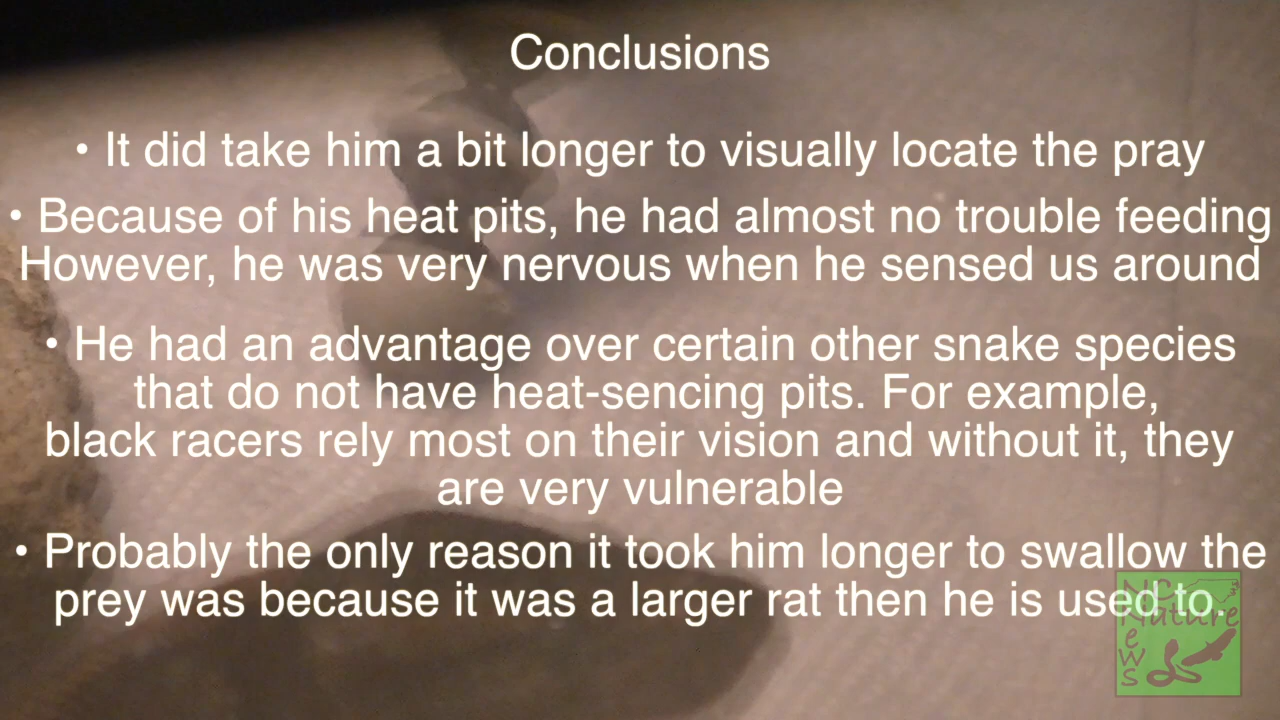 Conclusions
• It did take him a bit longer to visually locate the pray
• Because of his heat pits, he had almost no trouble feeding
However, he was very nervous when he sensed us around
• He had an advantage over certain other snake species
that do not have heat-sencing pits. For example,
black racers rely most on their vision and without it, they
are very vulnerable
• Probably the only reason it took him longer to swallow the
prey was because it was a larger rat then he is used to.
NC
Nature
News